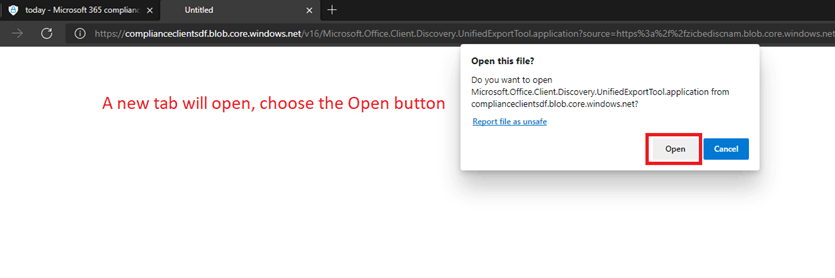 today - Microsoft 365 complianc
Untitled
https://complianceclientsdf.blob.core.windows.net/v16/Microsoft.Office.Client.Discovery.UnifiedExportTool.application?source=https%3a%2f%2fzicbediscnam.blob.core.windows.net
Open this file?
Do you want to open
Microsoft.Office.Client.Discovery.UnifiedExportTool.application from
complianceclientsdf.blob.core.windows.net?
A new tab will open, choose the Open button
Report file as unsafe
Open
Cancel